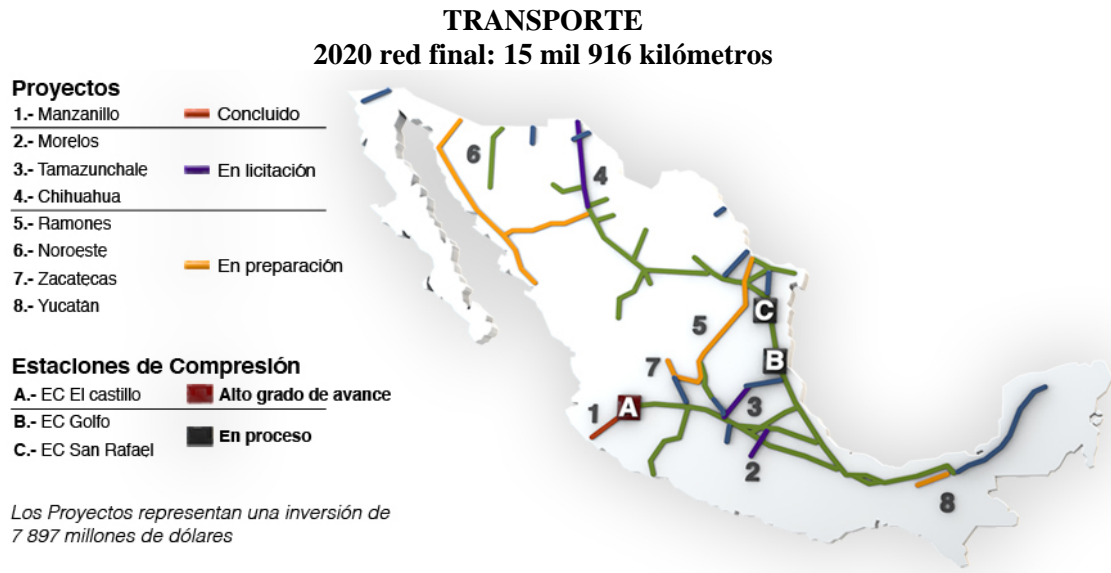 TRANSPORTE
2020 red final: 15 mil 916 kilómetros
Proyectos
1.- Manzanillo
Concluido
2.- Morelos
3.- Tamazunchale
En licitación
4.- Chihuahua
5.- Ramones
6.- Noroeste
7.- Zacatecas
En preparación
8.- Yucatán
Estaciones de Compresión
A.- EC El castillo
Alto grado de avance
B.- EC Golfo
En proceso
C.- EC San Rafael
Los Proyectos representan una inversión de
7 897 millones de dólares
6
4
C
5
B
7
A
3
1
2
8